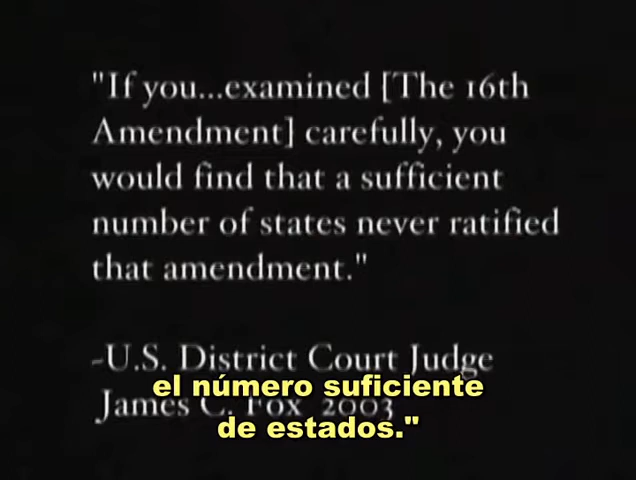 "If you...examined [The 16th
Amendment] carefully, you
would find that a sufficient
number of states never ratified
that amendment."
-U.S. District Court Judge
James C. Fox 2003
el número suficiente
de estados."